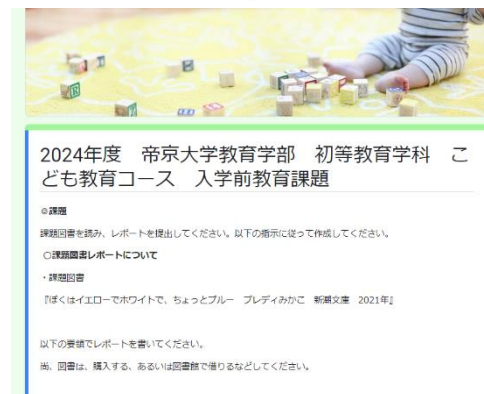 2024年度　帝京大学教育学部　初等教育学科　こ
ども教育コース　入学前教育課題
◎課題
課題図書を読み、レポートを提出してください。以下の指示に従って作成してください。
○課題図書レポートについて
・課題図書
『ぼくはイエローでホワイトで、ちょっとブルー　ブレディみかこ　新潮文庫　2021年』
以下の要領でレポートを書いてください。
尚、図書は、購入する、あるいは図書館で借りるなどしてください。